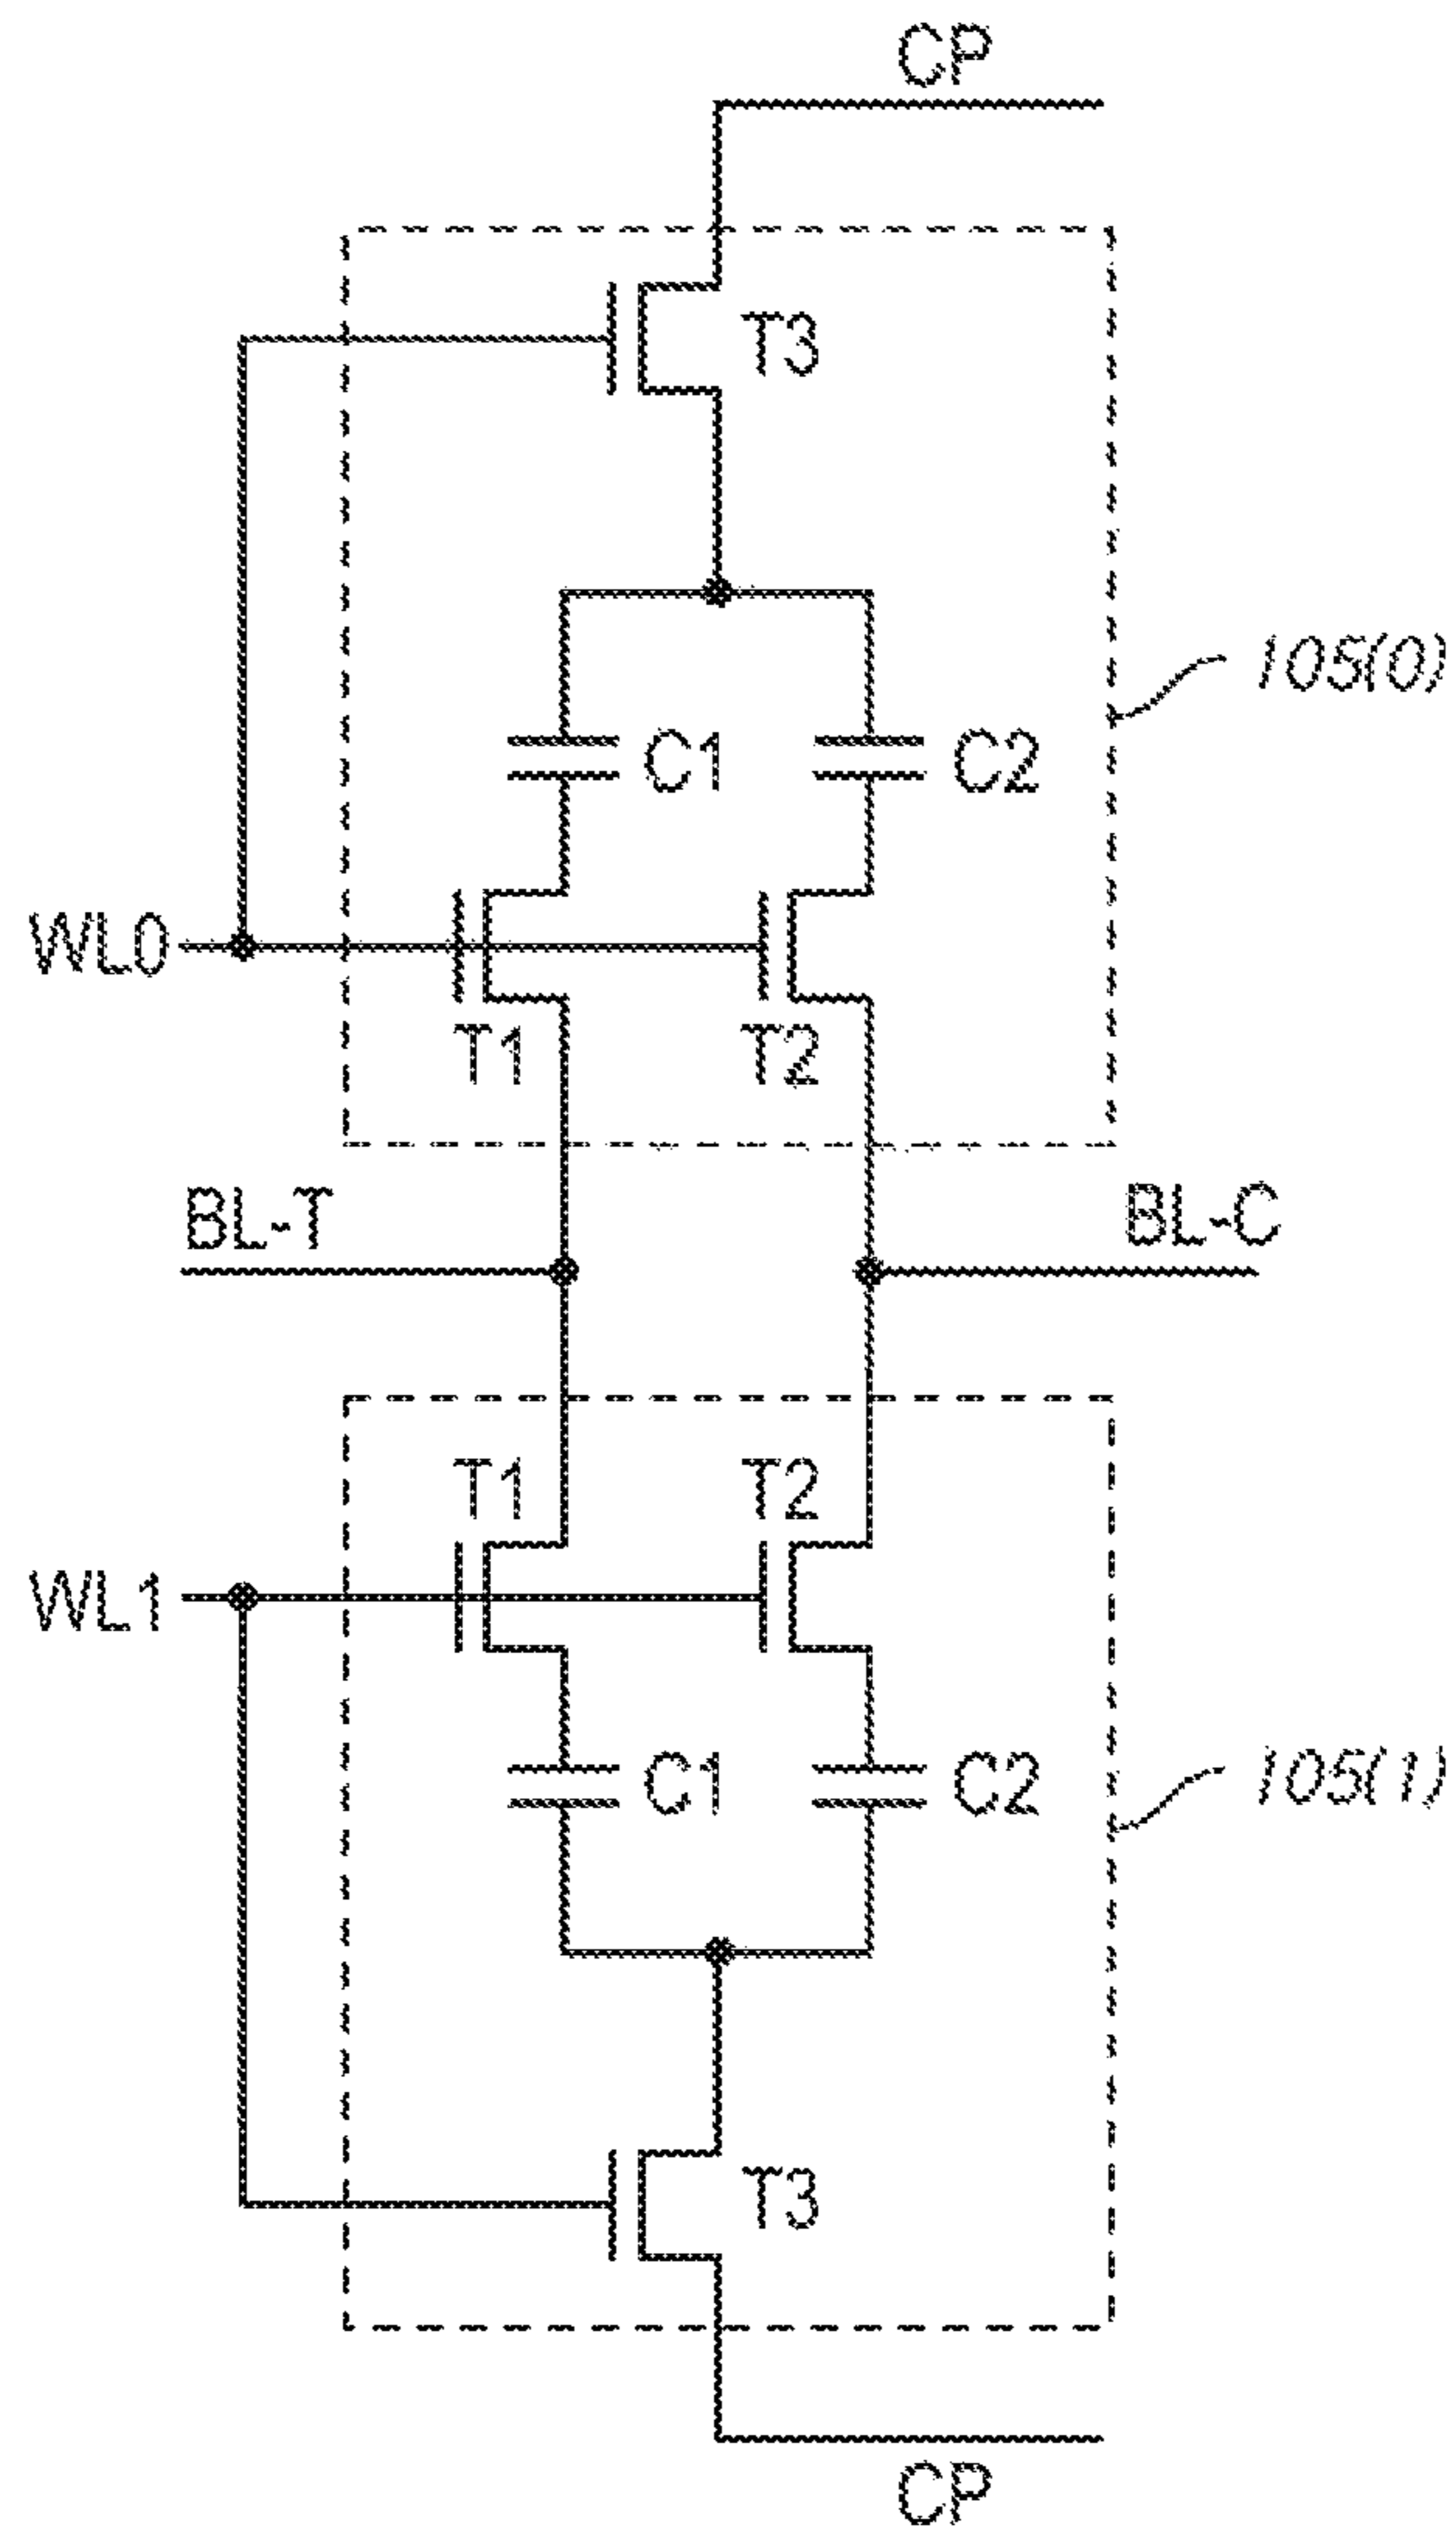 CP
T3
105(0)
C1
C2
WL0
T1
T2
BL-T
BL-C
T1
T2
WL1
C1
C2
105(1)
T3
CP